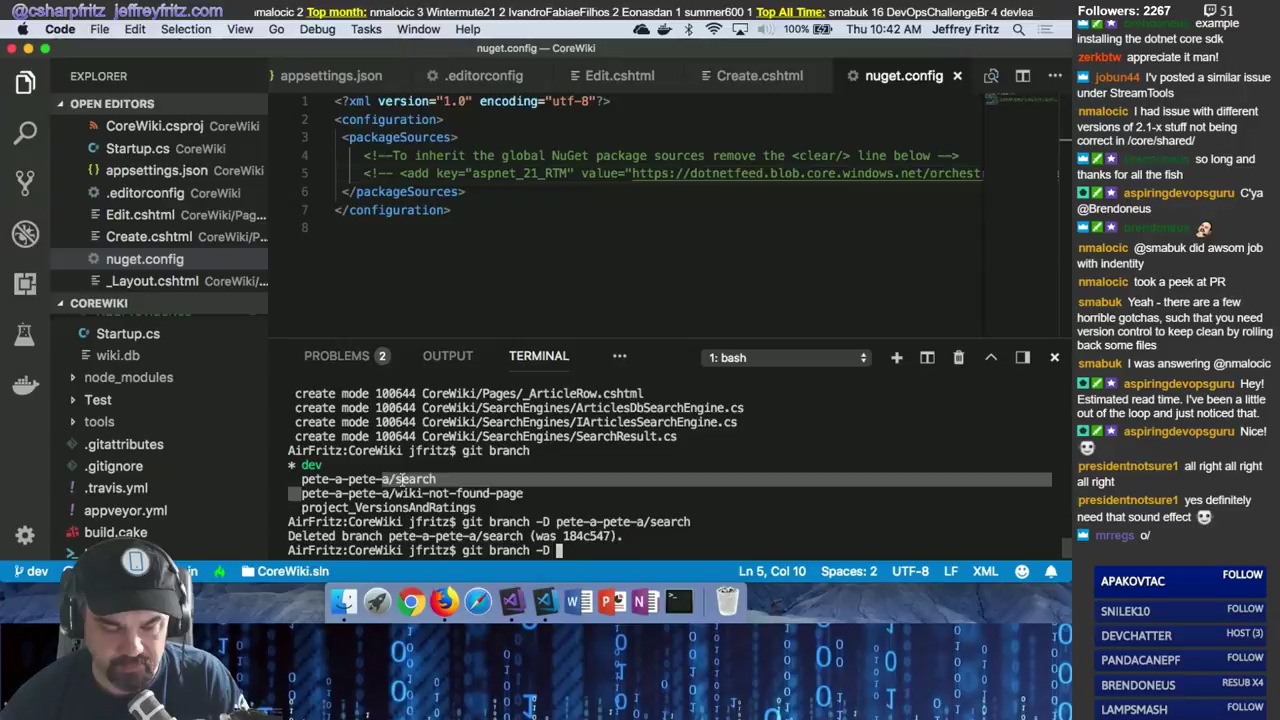 @csharpfritz jeffreyfritz.com
nmalocic 2 Top month: nmalocic 3 Wintermute21 2 IvandroFabiaeFilhos 2 Eonasdan 1 summer600 1 Top All Time: smabuk 16 DevOpsChallengeBr 4 devlea
Followers: 2267
51
Code File Edit Selection View Go Debug Tasks Window Help
100% Thu 10:42 AM Jeffrey Fritz
nuget.config — CoreWiki
EXPLORER
OPEN EDITORS
CoreWiki.csproj CoreWiki
Startup.cs CoreWiki
appsettings.json CoreWiki
.editorconfig CoreWiki
Edit.cshtml CoreWiki/Pag...
Create.cshtml CoreWiki/P...
nuget.config
_Layout.cshtml CoreWiki/...
COREWIKI
Startup.cs
wiki.db
node_modules
Test
tools
.gitattributes
.gitignore
.travis.yml
appveyor.yml
build.cake
appsettings.json .editorconfig Edit.cshtml Create.cshtml nuget.config
1 <?xml version="1.0" encoding="utf-8"?>
2 <configuration>
3 <packageSources>
4 <!--To inherit the global NuGet package sources remove the <clear/> line below -->
5 <!-- <add key="aspnet_21_RTM" value="https://dotnetfeed.blob.core.windows.net/orchest
6 </packageSources>
7 </configuration>
8
PROBLEMS 2 OUTPUT TERMINAL ... 1: bash
create mode 100644 CoreWiki/Pages/_ArticleRow.cshtml
create mode 100644 CoreWiki/SearchEngines/ArticlesDbSearchEngine.cs
create mode 100644 CoreWiki/SearchEngines/IArticlesSearchEngine.cs
create mode 100644 CoreWiki/SearchEngines/SearchResult.cs
AirFritz:CoreWiki jfritz$ git branch
* dev
pete-a-pete-a/search
pete-a-pete-a/wiki-not-found-page
project_VersionsAndRatings
AirFritz:CoreWiki jfritz$ git branch -D pete-a-pete-a/search
Deleted branch pete-a-pete-a/search (was 184c547).
AirFritz:CoreWiki jfritz$ git branch -D
dev
CoreWiki.sln
Ln 5, Col 10 Spaces: 2 UTF-8 LF XML
example
installing the dotnet core sdk
zerkbtw appreciate it man!
jobun44 I'v posted a similar issue
under StreamTools
nmalocic I had issue with different
versions of 2.1-x stuff not being
correct in /core/shared/
so long and
thanks for all the fish
aspiringdevopsguru C'ya
@Brendoneus
brendoneus
nmalocic @smabuk did awsom job
with indentity
nmalocic took a peek at PR
smabuk Yeah - there are a few
horrible gotchas, such that you need
version control to keep clean by rolling
back some files
smabuk I was answering @nmalocic
aspiringdevopsguru Hey!
Estimated read time. I've been a little
out of the loop and just noticed that.
aspiringdevopsguru Nice!
presidentnotsure1 all right all right
all right
presidentnotsure1 yes definitely
need that sound effect
mrregs o/
APAKOVTAC FOLLOW
SNILEK10 FOLLOW
DEVCHATTER HOST (3)
PANDACANEPF FOLLOW
BRENDONEUS RESUB X4
LAMPSMASH FOLLOW